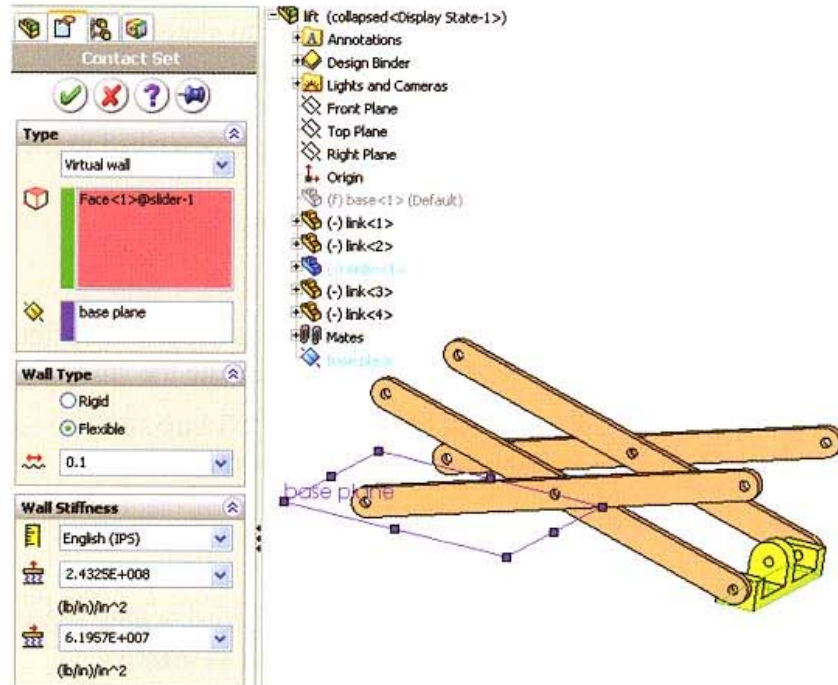 Contact Set
Type
Virtual wall
Face<1>@slider-1
base plane
Wall Type
Rigid
Flexible
0.1
Wall Stiffness
English (IPS)
2.4325E+008
(lb/in)/in^2
6.1957E+007
(lb/in)/in^2
lift (collapsed<Display State-1>)
Annotations
Design Binder
Lights and Cameras
Front Plane
Top Plane
Right Plane
Origin
(f) base<1> (Default)
(-) link<1>
(-) link<2>
(-) link<3>
(-) link<4>
Mates
base plane
base plane